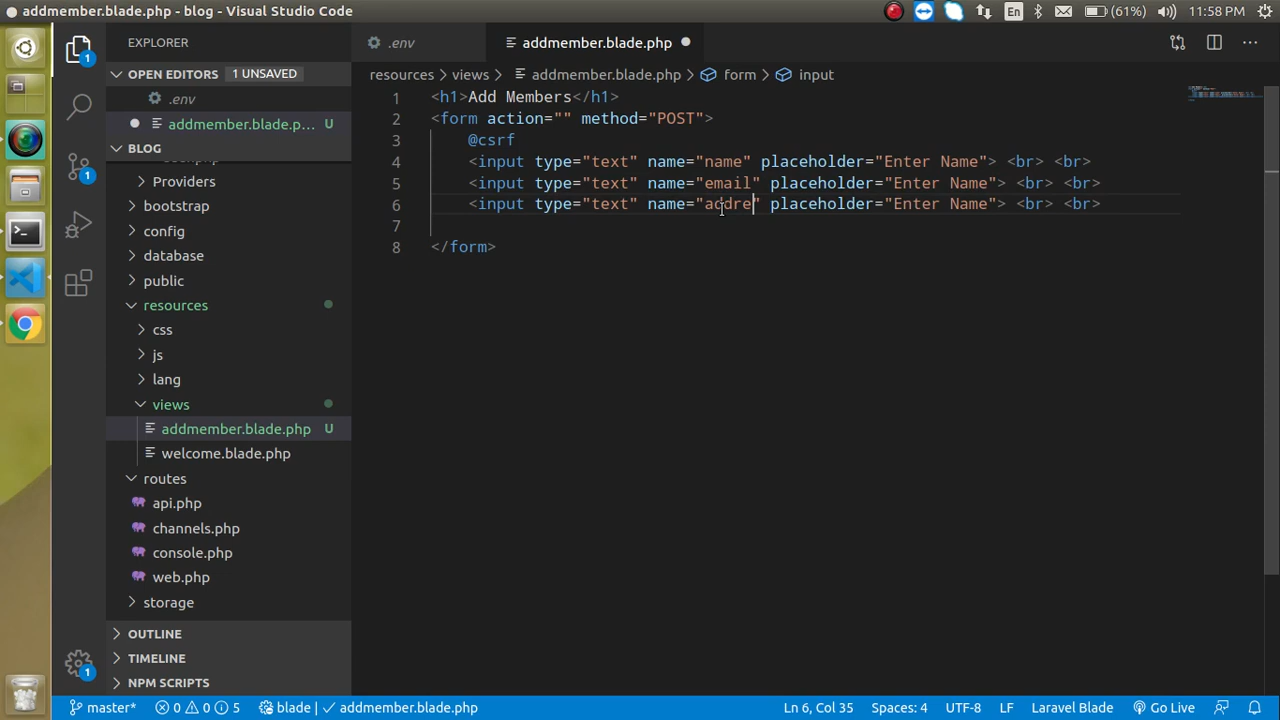 addmember.blade.php - blog - Visual Studio Code
En
(61%)
11:58 PM
EXPLORER
.env
addmember.blade.php
OPEN EDITORS
1 UNSAVED
resources
views
addmember.blade.php
form
input
.env
addmember.blade.p... U
BLOG
1 <h1>Add Members</h1>
2 <form action="" method="POST">
3 @csrf
4 <input type="text" name="name" placeholder="Enter Name"> <br> <br>
5 <input type="text" name="email" placeholder="Enter Name"> <br> <br>
6 <input type="text" name="addre" placeholder="Enter Name"> <br> <br>
7
8 </form>
Providers
bootstrap
config
database
public
resources
css
js
lang
views
addmember.blade.php U
welcome.blade.php
routes
api.php
channels.php
console.php
web.php
storage
OUTLINE
TIMELINE
NPM SCRIPTS
1
1
1
master*
0
0
5
blade
addmember.blade.php
Ln 6, Col 35
Spaces: 4
UTF-8
LF
Laravel Blade
Go Live